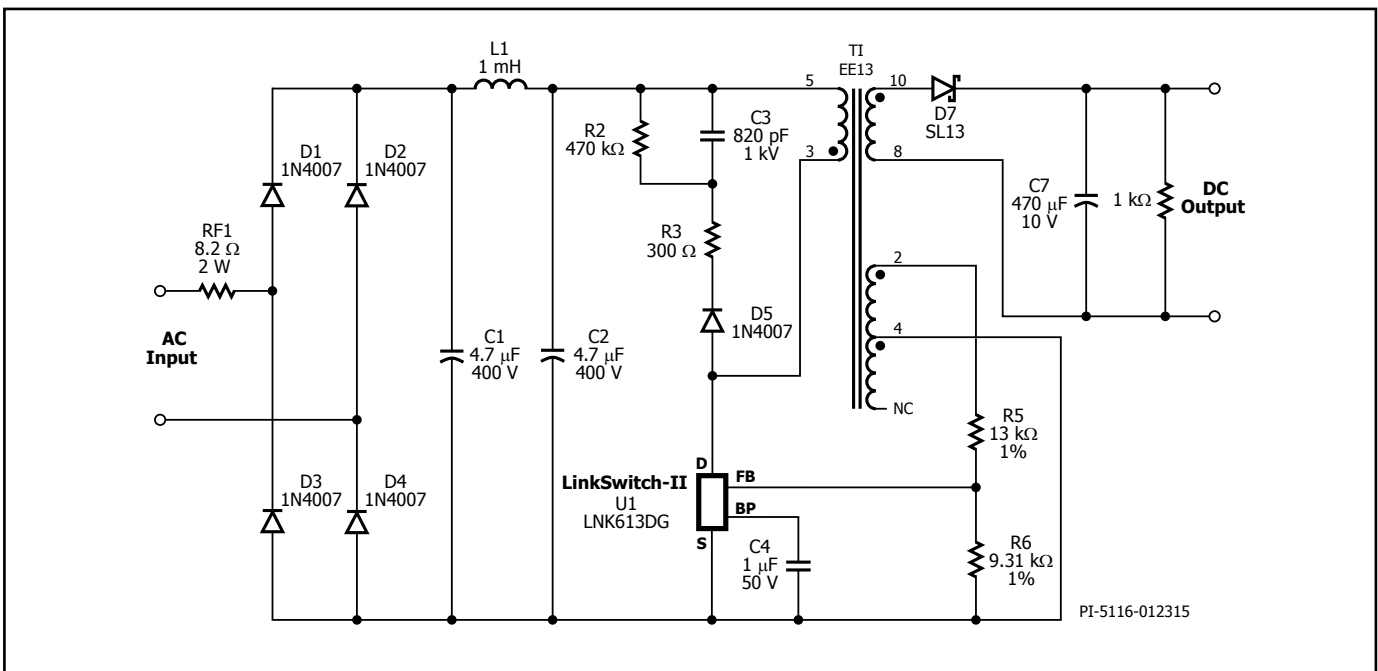 L1
1 mH
TI
EE13
5
10
D7
SL13
R2
470 kΩ
C3
820 pF
1 kV
3
8
D1
1N4007
D2
1N4007
C7
470 μF
10 V
1 kΩ
DC
Output
RF1
8.2 Ω
2 W
R3
300 Ω
2
D5
1N4007
AC
Input
C1
4.7 μF
400 V
C2
4.7 μF
400 V
4
NC
R5
13 kΩ
1%
D
LinkSwitch-II
U1
LNK613DG
FB
BP
S
D3
1N4007
D4
1N4007
C4
1 μF
50 V
R6
9.31 kΩ
1%
PI-5116-012315